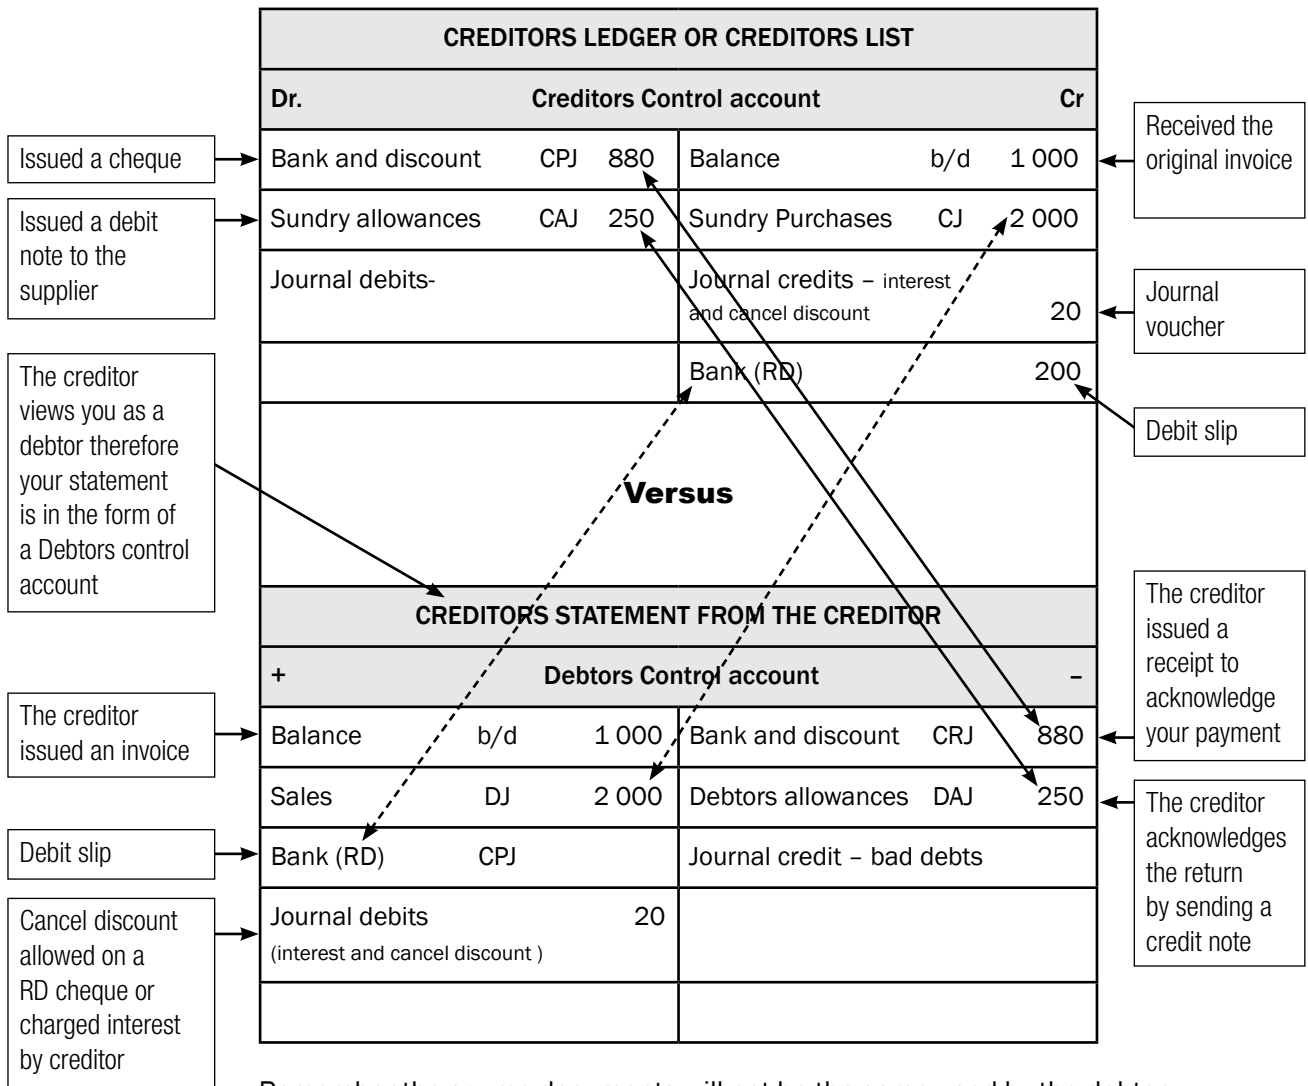 CREDITORS LEDGER OR CREDITORS LIST
Dr. Creditors Control account Cr
Bank and discount CPJ 880 Balance b/d 1 000
Sundry allowances CAJ 250 Sundry Purchases CJ 2 000
Journal debits- Journal credits – interest
and cancel discount 20
Bank (RD) 200
Versus
CREDITORS STATEMENT FROM THE CREDITOR
+ Debtors Control account –
Balance b/d 1 000 Bank and discount CRJ 880
Sales DJ 2 000 Debtors allowances DAJ 250
Bank (RD) CPJ Journal credit – bad debts
Journal debits 20
(interest and cancel discount )
Issued a cheque
Issued a debit
note to the
supplier
The creditor
views you as a
debtor therefore
your statement
is in the form of
a Debtors control
account
The creditor
issued an invoice
Debit slip
Cancel discount
allowed on a
RD cheque or
charged interest
by creditor
Received the
original invoice
Journal
voucher
Debit slip
The creditor
issued a
receipt to
acknowledge
your payment
The creditor
acknowledges
the return
by sending a
credit note